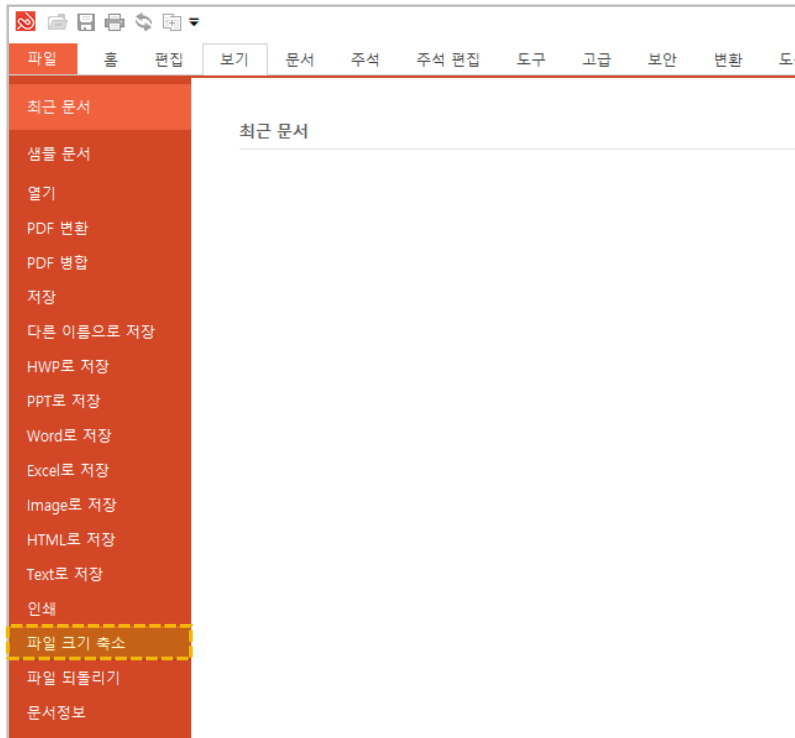 파일 홈 편집 보기 문서 주석 주석 편집 도구 고급 보안 변환
최근 문서
최근 문서
샘플 문서
열기
PDF 변환
PDF 병합
저장
다른 이름으로 저장
HWP로 저장
PPT로 저장
Word로 저장
Excel로 저장
Image로 저장
HTML로 저장
Text로 저장
인쇄
파일 크기 축소
파일 되돌리기
문서정보